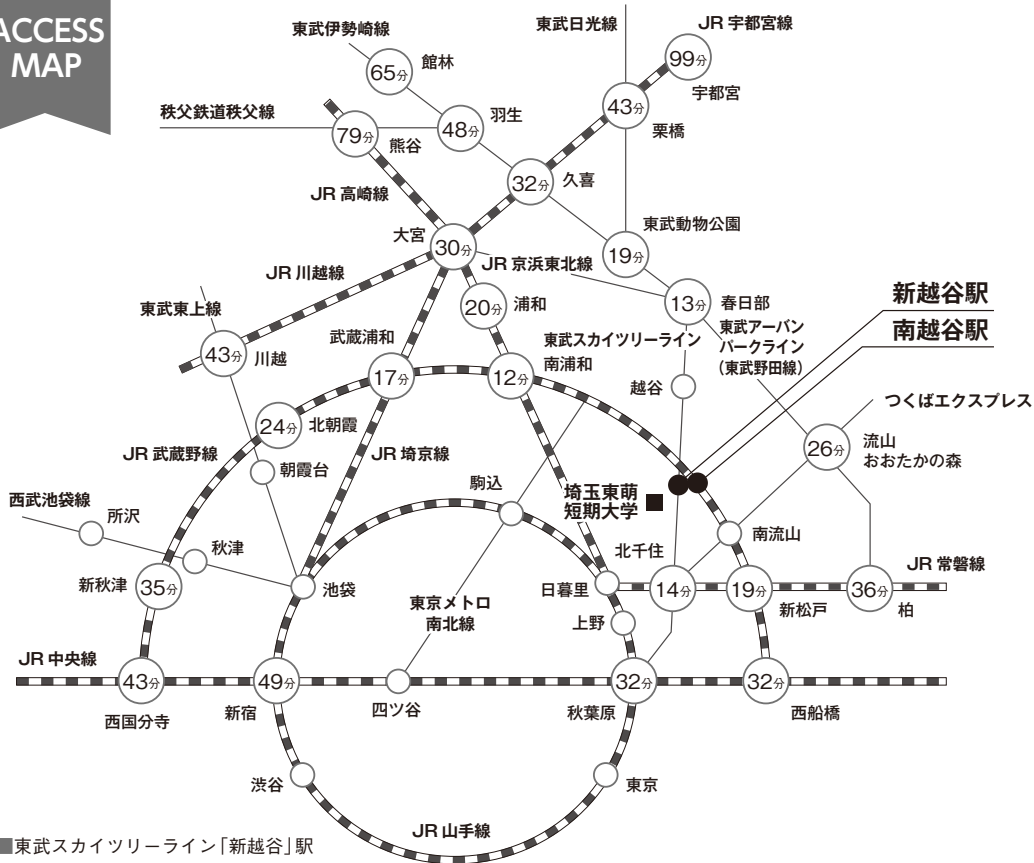 ACCESS
MAP
東武伊勢崎線
東武日光線
JR 宇都宮線
65分
館林
99分
宇都宮
秩父鉄道秩父線
79分
熊谷
48分
羽生
43分
栗橋
JR 高崎線
32分
久喜
大宮
30分
JR 京浜東北線
東武動物公園
19分
JR 川越線
20分
浦和
13分
春日部
新越谷駅
南越谷駅
東武東上線
43分
川越
武蔵浦和
17分
12分
南浦和
東武スカイツリーライン
東武アーバン
パークライン
(東武野田線)
越谷
つくばエクスプレス
24分
北朝霞
26分
流山
おおたかの森
JR 武蔵野線
朝霞台
JR 埼京線
駒込
埼玉東萌
短期大学
西武池袋線
所沢
秋津
北千住
南流山
JR 常磐線
新秋津
35分
池袋
東京メトロ
南北線
日暮里
14分
19分
新松戸
36分
柏
上野
JR 中央線
43分
西国分寺
49分
新宿
四ツ谷
32分
秋葉原
32分
西船橋
渋谷
東京
JR 山手線
■東武スカイツリーライン「新越谷」駅